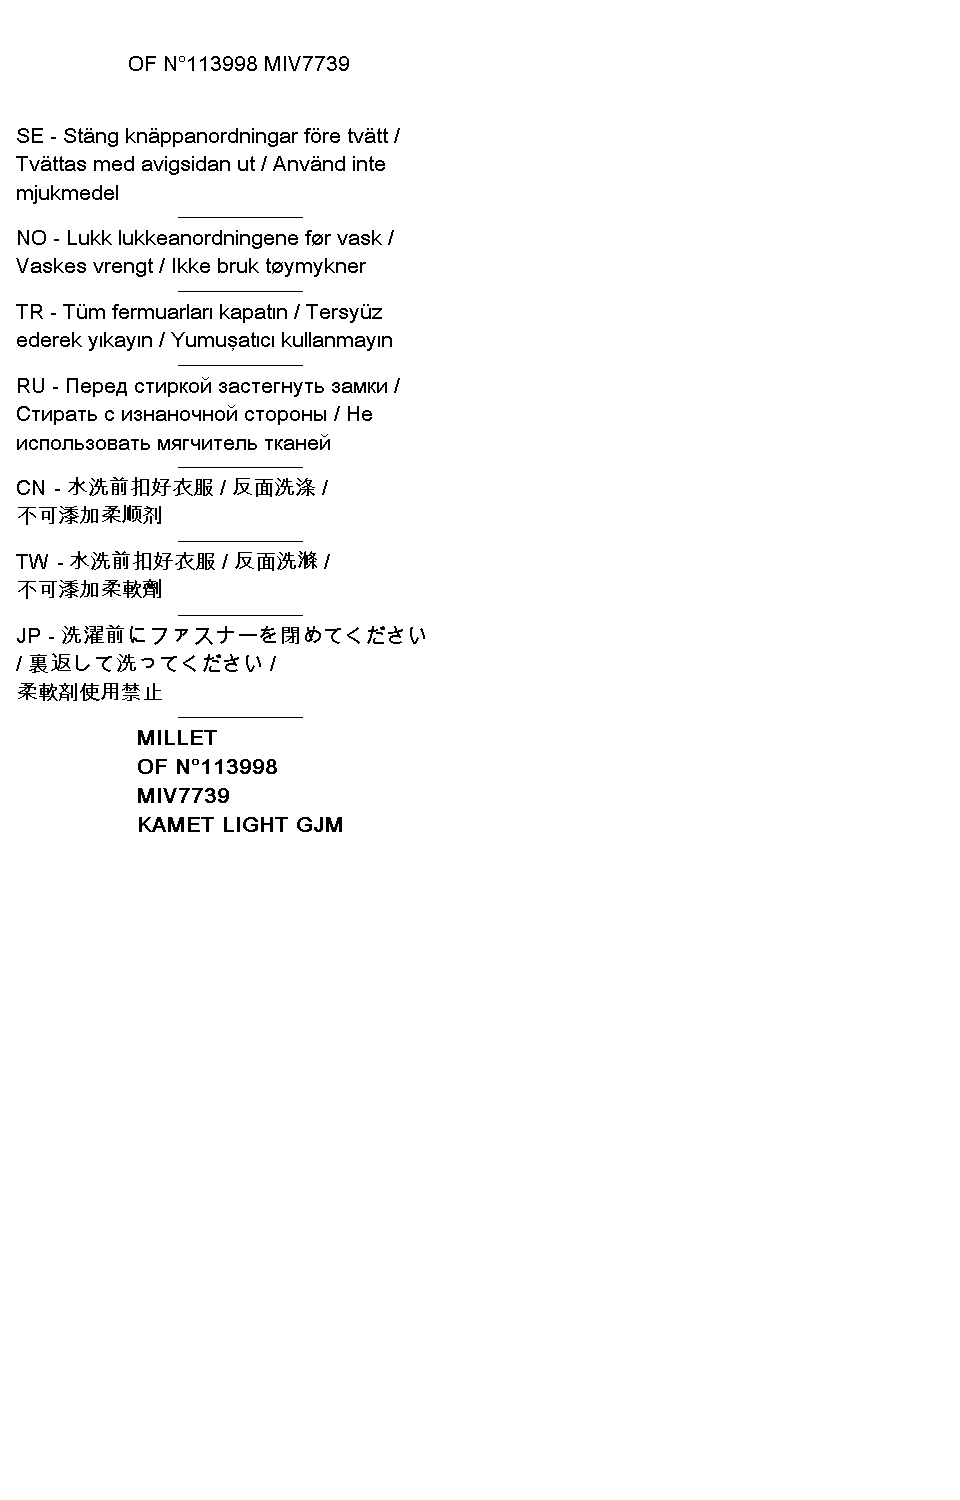 OF N°113998 MIV7739
SE - Stäng knäppanordningar före tvätt /
Tvättas med avigsidan ut / Använd inte
mjukmedel
NO - Lukk lukkeanordningene før vask /
Vaskes vrengt / Ikke bruk tøymykner
TR - Tüm fermuarları kapatın / Tersyüz
ederek yıkayın / Yumuşatıcı kullanmayın
RU - Перед стиркой застегнуть замки /
Стирать с изнаночной стороны / Не
использовать мягчитель тканей
CN - 水洗前扣好衣服 / 反面洗涤 /
不可添加柔顺剂
TW - 水洗前扣好衣服 / 反面洗滌 /
不可添加柔軟劑
JP - 洗濯前にファスナーを閉めてください
/ 裏返して洗ってください /
柔軟剤使用禁止
MILLET
OF N°113998
MIV7739
KAMET LIGHT GJM